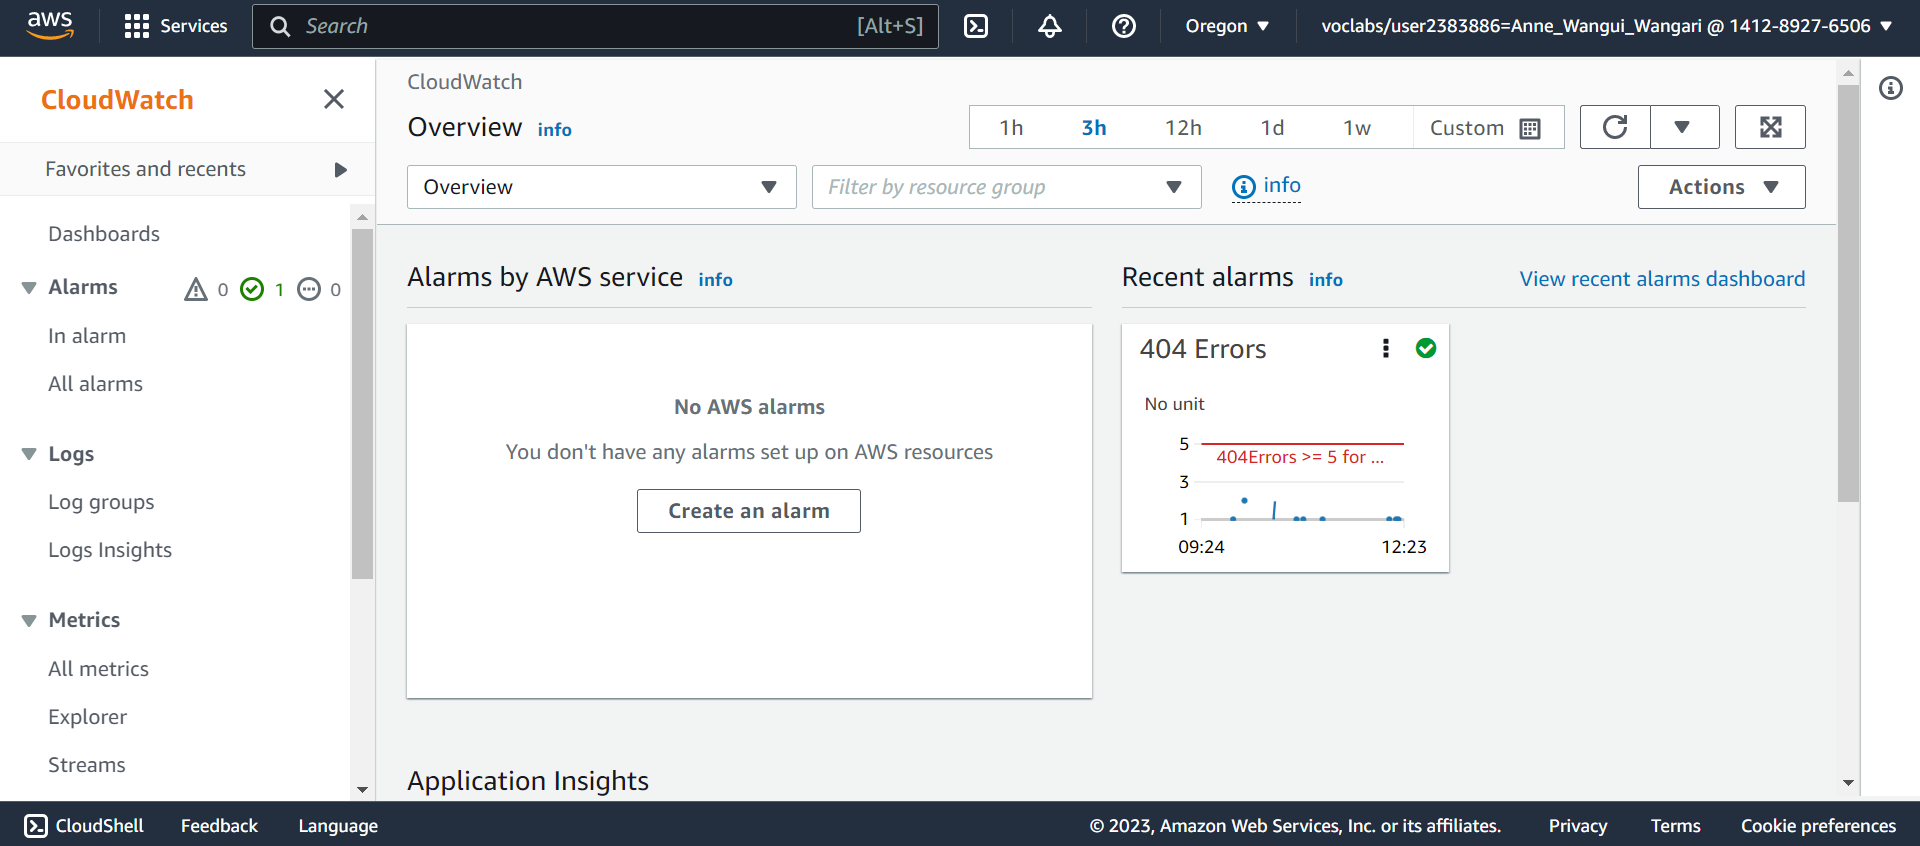 aws
Services
Search [Alt+S]
Oregon
voclabs/user2383886=Anne_Wangui_Wangari @ 1412-8927-6506
CloudWatch
Favorites and recents
Dashboards
Alarms 0 1 0
In alarm
All alarms
Logs
Log groups
Logs Insights
Metrics
All metrics
Explorer
Streams
CloudWatch
Overview info
1h 3h 12h 1d 1w Custom
Overview
Filter by resource group
info
Actions
Alarms by AWS service info
No AWS alarms
You don't have any alarms set up on AWS resources
Create an alarm
Recent alarms info
View recent alarms dashboard
404 Errors
No unit
5
404Errors >= 5 for ...
3
1
09:24 12:23
Application Insights
CloudShell Feedback Language
© 2023, Amazon Web Services, Inc. or its affiliates. Privacy Terms Cookie preferences